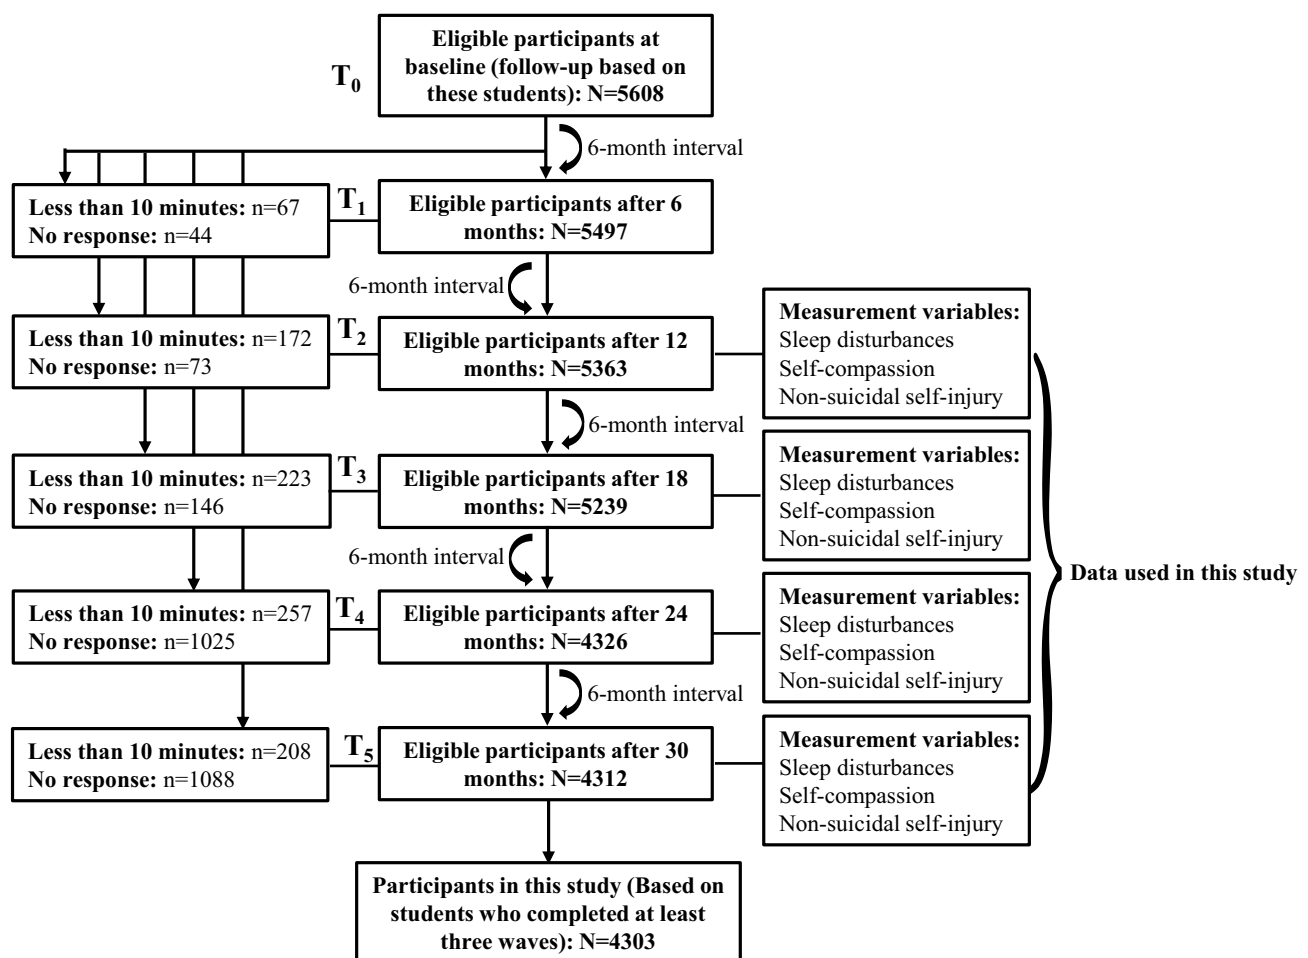 Eligible participants at
baseline (follow-up based on
these students): N=5608
T0
6-month interval
Less than 10 minutes: n=67
No response: n=44
T1
Eligible participants after 6
months: N=5497
6-month interval
Less than 10 minutes: n=172
No response: n=73
T2
Eligible participants after 12
months: N=5363
Measurement variables:
Sleep disturbances
Self-compassion
Non-suicidal self-injury
6-month interval
Less than 10 minutes: n=223
No response: n=146
T3
Eligible participants after 18
months: N=5239
Measurement variables:
Sleep disturbances
Self-compassion
Non-suicidal self-injury
6-month interval
Data used in this study
Less than 10 minutes: n=257
No response: n=1025
T4
Eligible participants after 24
months: N=4326
Measurement variables:
Sleep disturbances
Self-compassion
Non-suicidal self-injury
6-month interval
Less than 10 minutes: n=208
No response: n=1088
T5
Eligible participants after 30
months: N=4312
Measurement variables:
Sleep disturbances
Self-compassion
Non-suicidal self-injury
Participants in this study (Based on
students who completed at least
three waves): N=4303